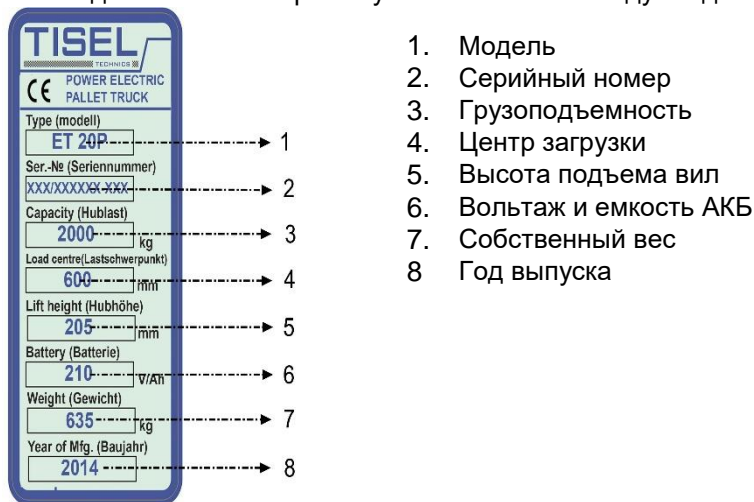 TISEL
TECHNICS
CE POWER ELECTRIC
PALLET TRUCK
Type (modell)
ET 20P
1
Ser.-№ (Seriennummer)
XXX/XXXXXX-XXX
2
Capacity (Hublast)
2000 kg
3
Load centre(Lastschwerpunkt)
600 mm
4
Lift height (Hubhöhe)
205 mm
5
Battery (Batterie)
210 V/Ah
6
Weight (Gewicht)
635 kg
7
Year of Mfg. (Baujahr)
2014
8
1. Модель
2. Серийный номер
3. Грузоподъемность
4. Центр загрузки
5. Высота подъема вил
6. Вольтаж и емкость АКБ
7. Собственный вес
8 Год выпуска